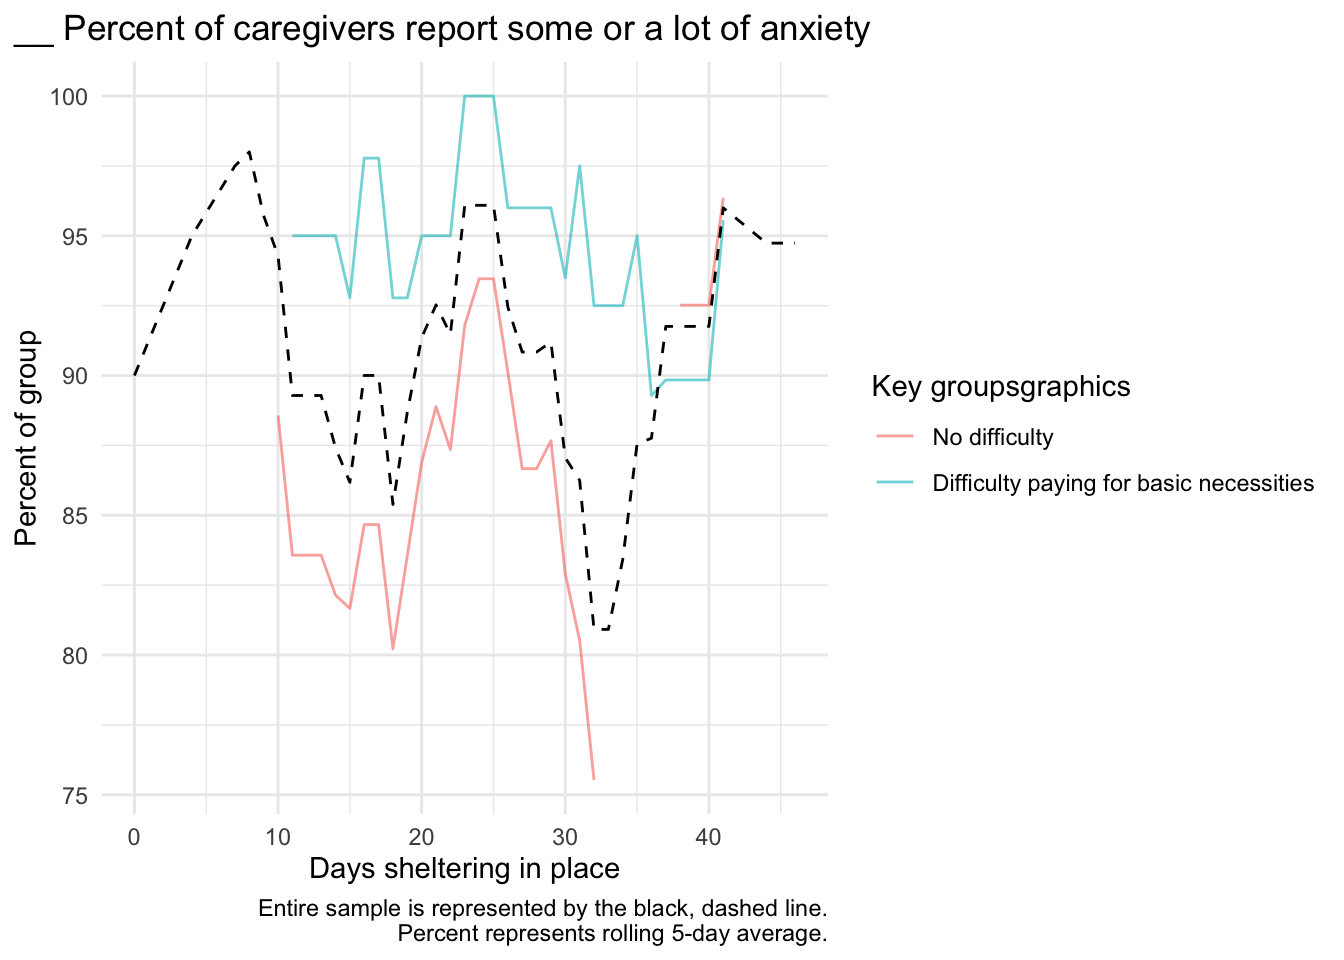 __ Percent of caregivers report some or a lot of anxiety
100
95
90
85
80
75
Percent of group
0 10 20 30 40
Days sheltering in place
Key groupsgraphics
No difficulty
Difficulty paying for basic necessities
Entire sample is represented by the black, dashed line.
Percent represents rolling 5-day average.